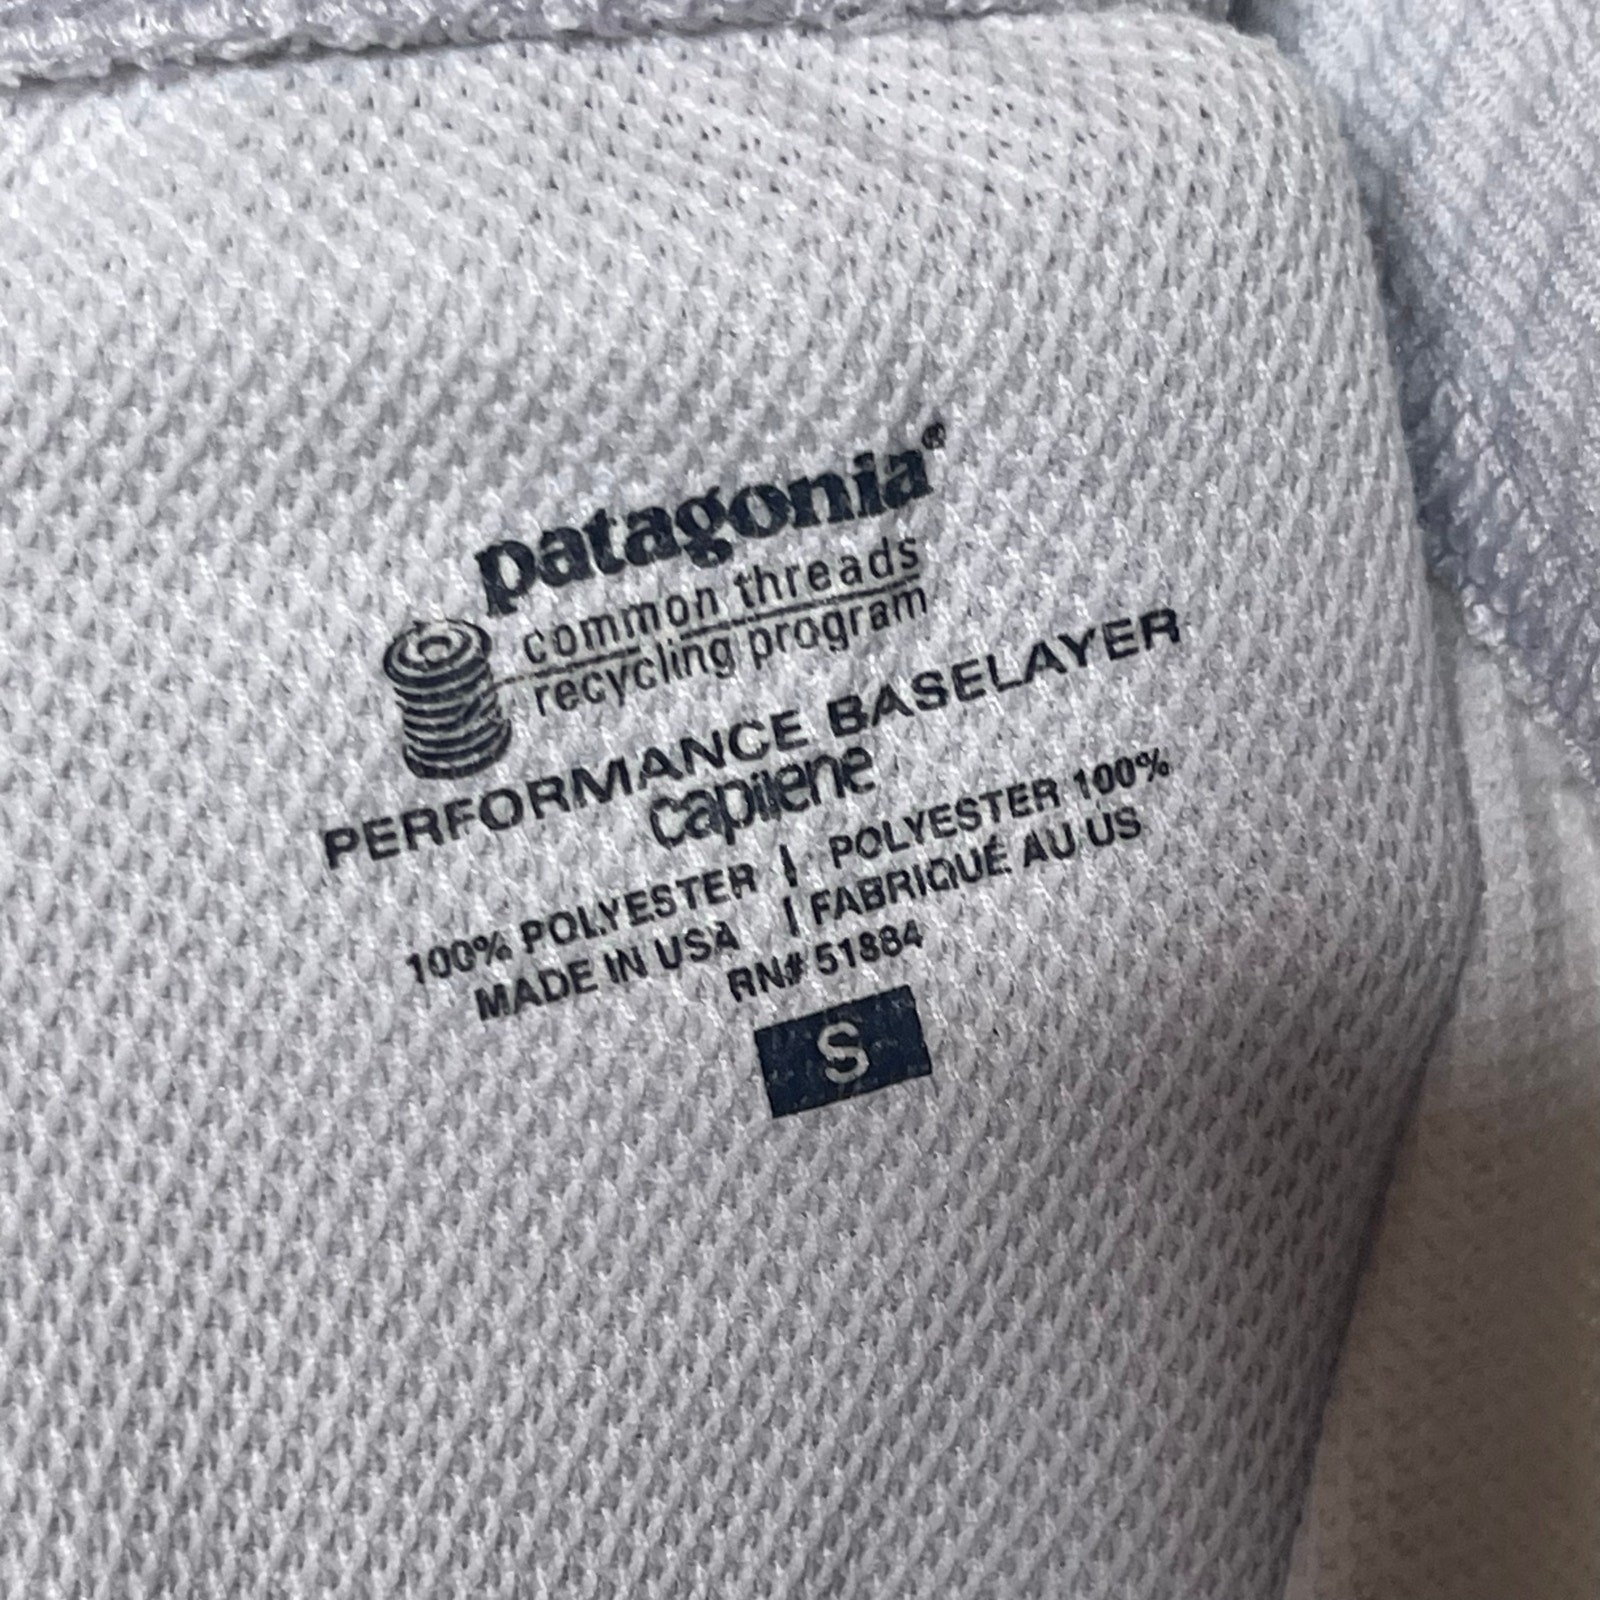 patagonia®
common threads
recycling program
PERFORMANCE BASELAYER
capilene
100% POLYESTER | POLYESTER 100%
MADE IN USA | FABRIQUÉ AU US
RN# 51884
S